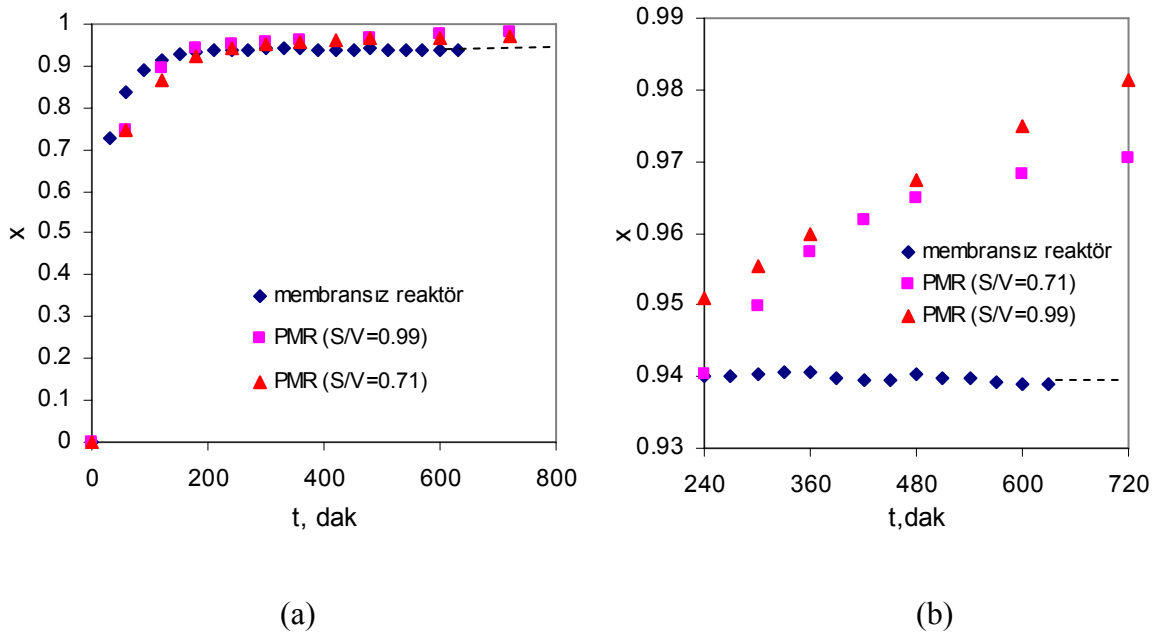 1
0.9
0.8
0.7
0.6
0.5
0.4
0.3
0.2
0.1
0
x
0 200 400 600 800
t, dak
membransız reaktör
PMR (S/V=0.99)
PMR (S/V=0.71)
(a)
0.99
0.98
0.97
0.96
0.95
0.94
0.93
x
240 360 480 600 720
t,dak
membransız reaktör
PMR (S/V=0.71)
PMR (S/V=0.99)
(b)